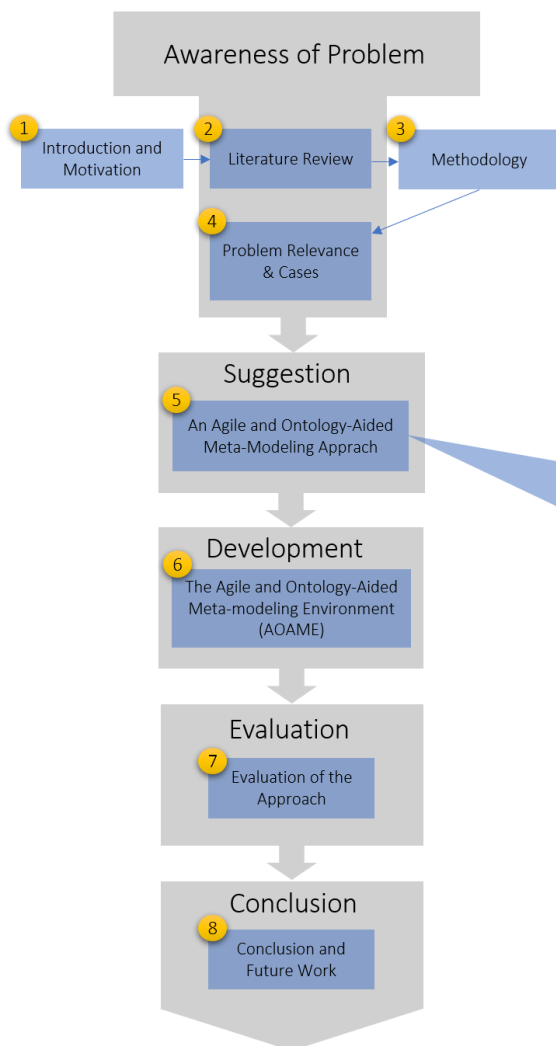 Awareness of Problem
1
Introduction and
Motivation
2
Literature Review
3
Methodology
4
Problem Relevance
& Cases
Suggestion
5
An Agile and Ontology-Aided
Meta-Modeling Apprach
Development
6
The Agile and Ontology-Aided
Meta-modeling Environment
(AOAME)
Evaluation
7
Evaluation of the
Approach
Conclusion
8
Conclusion and
Future Work